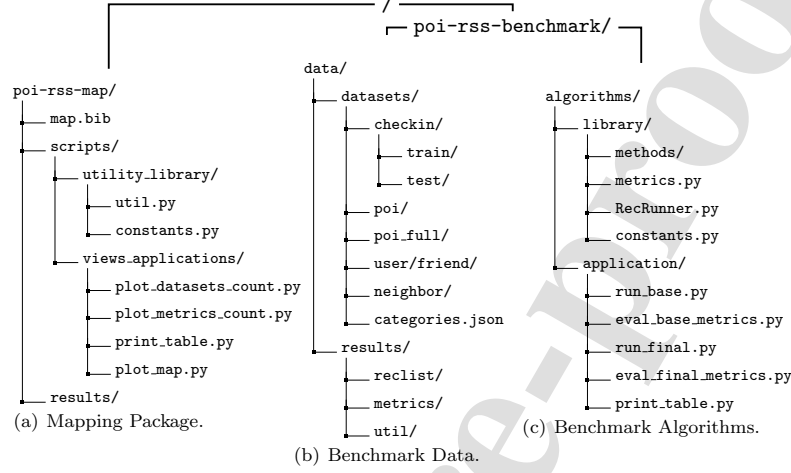 /
poi-rss-benchmark/
poi-rss-map/
map.bib
scripts/
utility_library/
util.py
constants.py
views_applications/
plot_datasets_count.py
plot_metrics_count.py
print_table.py
plot_map.py
results/
(a) Mapping Package.
data/
datasets/
checkin/
train/
test/
poi/
poi_full/
user/friend/
neighbor/
categories.json
results/
reclist/
metrics/
util/
(b) Benchmark Data.
algorithms/
library/
methods/
metrics.py
RecRunner.py
constants.py
application/
run_base.py
eval_base_metrics.py
run_final.py
eval_final_metrics.py
print_table.py
(c) Benchmark Algorithms.
re-proo